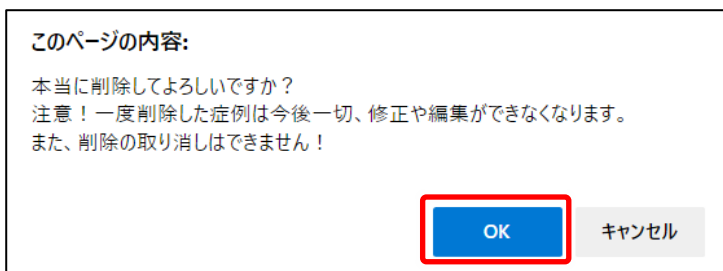 このページの内容:
本当に削除してよろしいですか？
注意！一度削除した症例は今後一切、修正や編集ができなくなります。
また、削除の取り消しはできません！
OK キャンセル